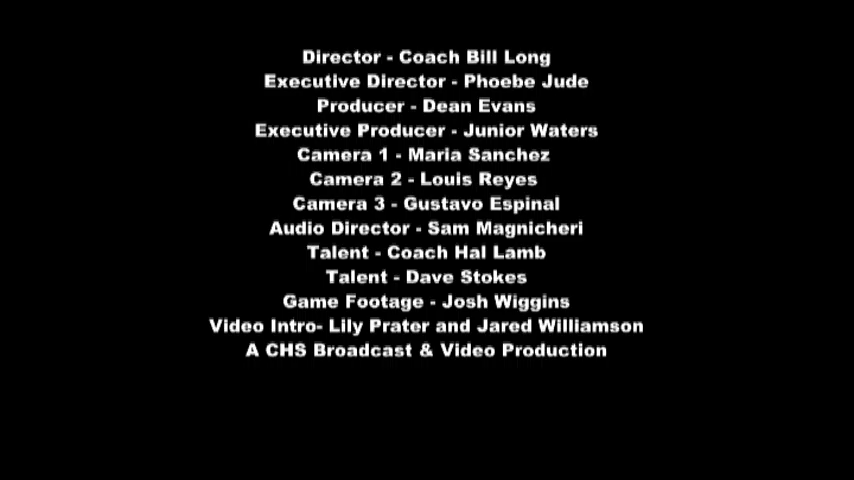 Director - Coach Bill Long
Executive Director - Phoebe Jude
Producer - Dean Evans
Executive Producer - Junior Waters
Camera 1 - Maria Sanchez
Camera 2 - Louis Reyes
Camera 3 - Gustavo Espinal
Audio Director - Sam Magnicheri
Talent - Coach Hal Lamb
Talent - Dave Stokes
Game Footage - Josh Wiggins
Video Intro- Lily Prater and Jared Williamson
A CHS Broadcast & Video Production